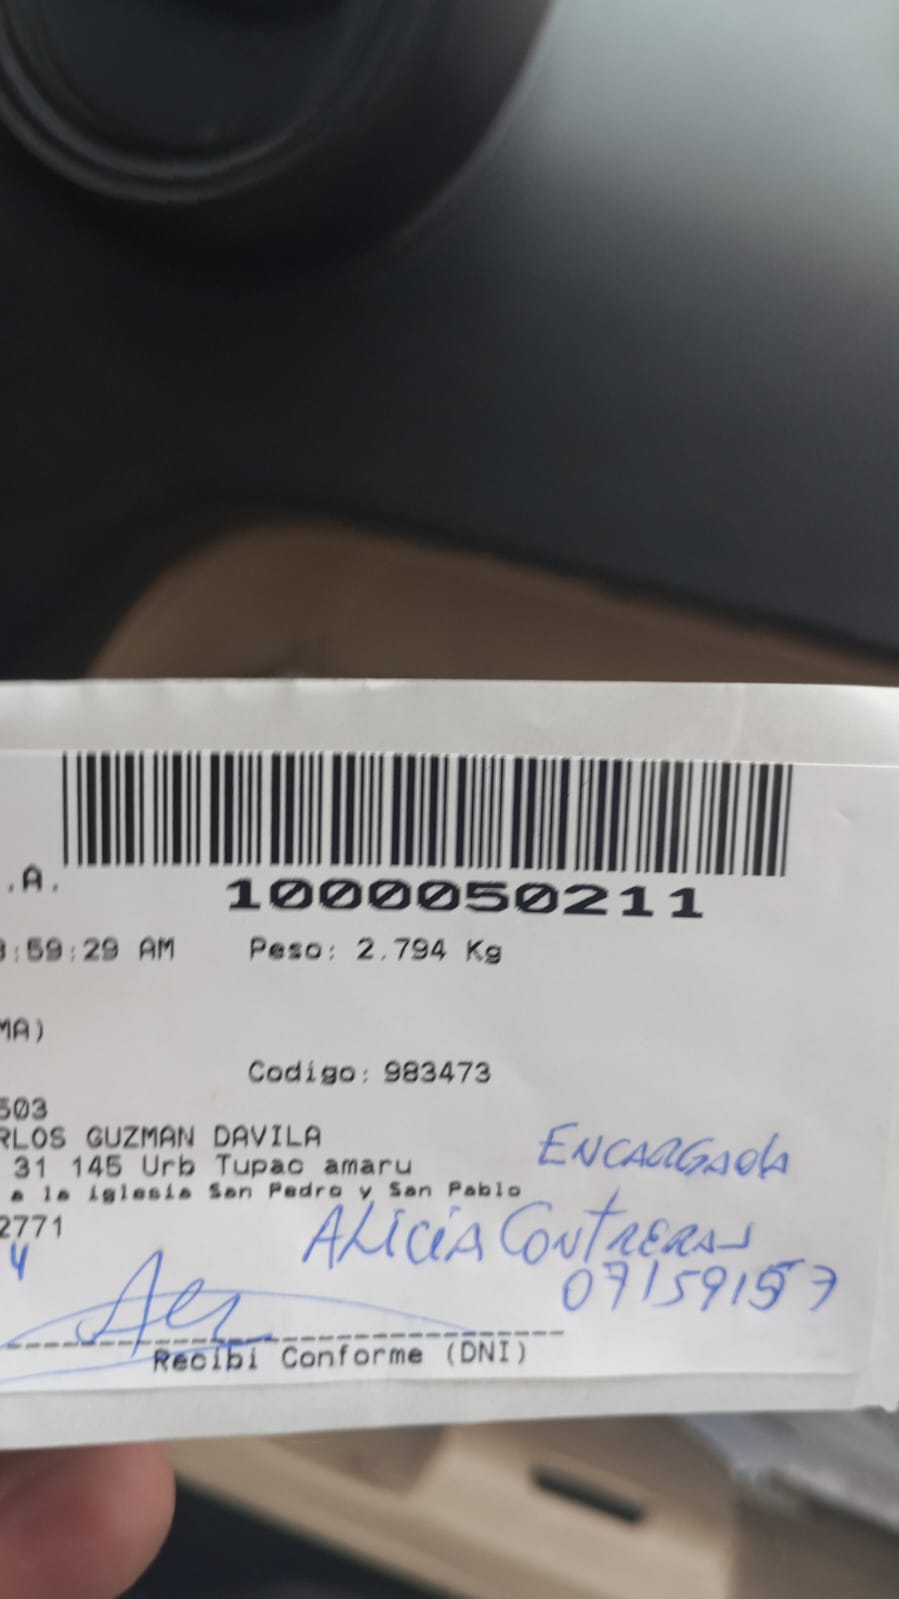 .A.
1000050211
:59:29 AM Peso: 2.794 Kg
MA)
Codigo: 983473
503
RLOS GUZMAN DAVILA
31 145 Urb Tupac amaru
ENCARGADA
a la iglesia San Pedro y San Pablo
2771
ALICIA CONTRERAS
4
07159157
Recibi Conforme (DNI)